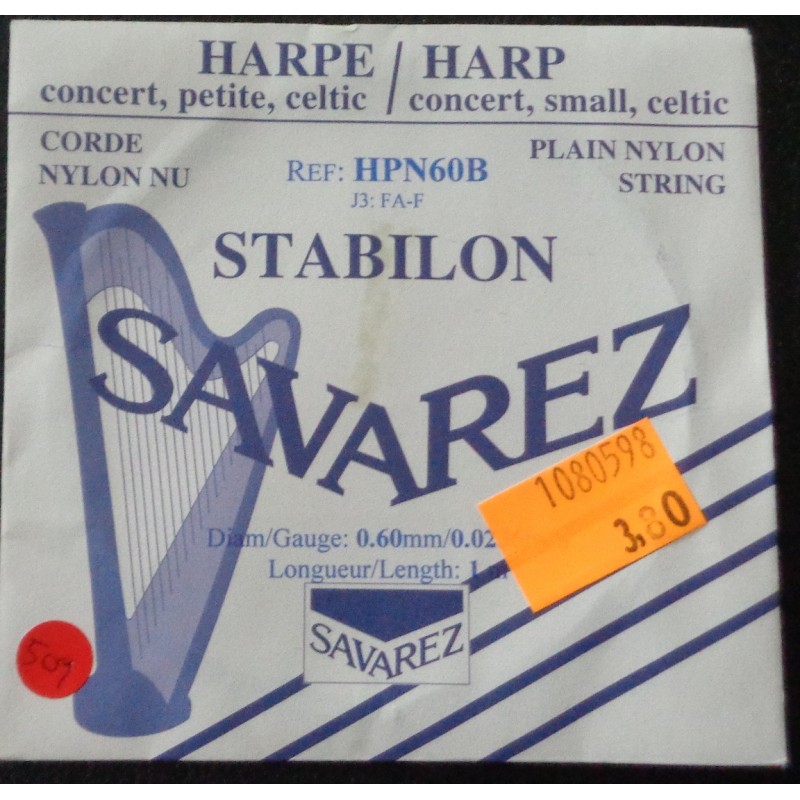 HARPE / HARP
concert, petite, celtic / concert, small, celtic
CORDE
NYLON NU
REF: HPN60B
J3: FA-F
PLAIN NYLON
STRING
STABILON
SAVAREZ
1080598
3,80
Diam/Gauge: 0.60mm/0.02
Longueur/Length: 1
SAVAREZ